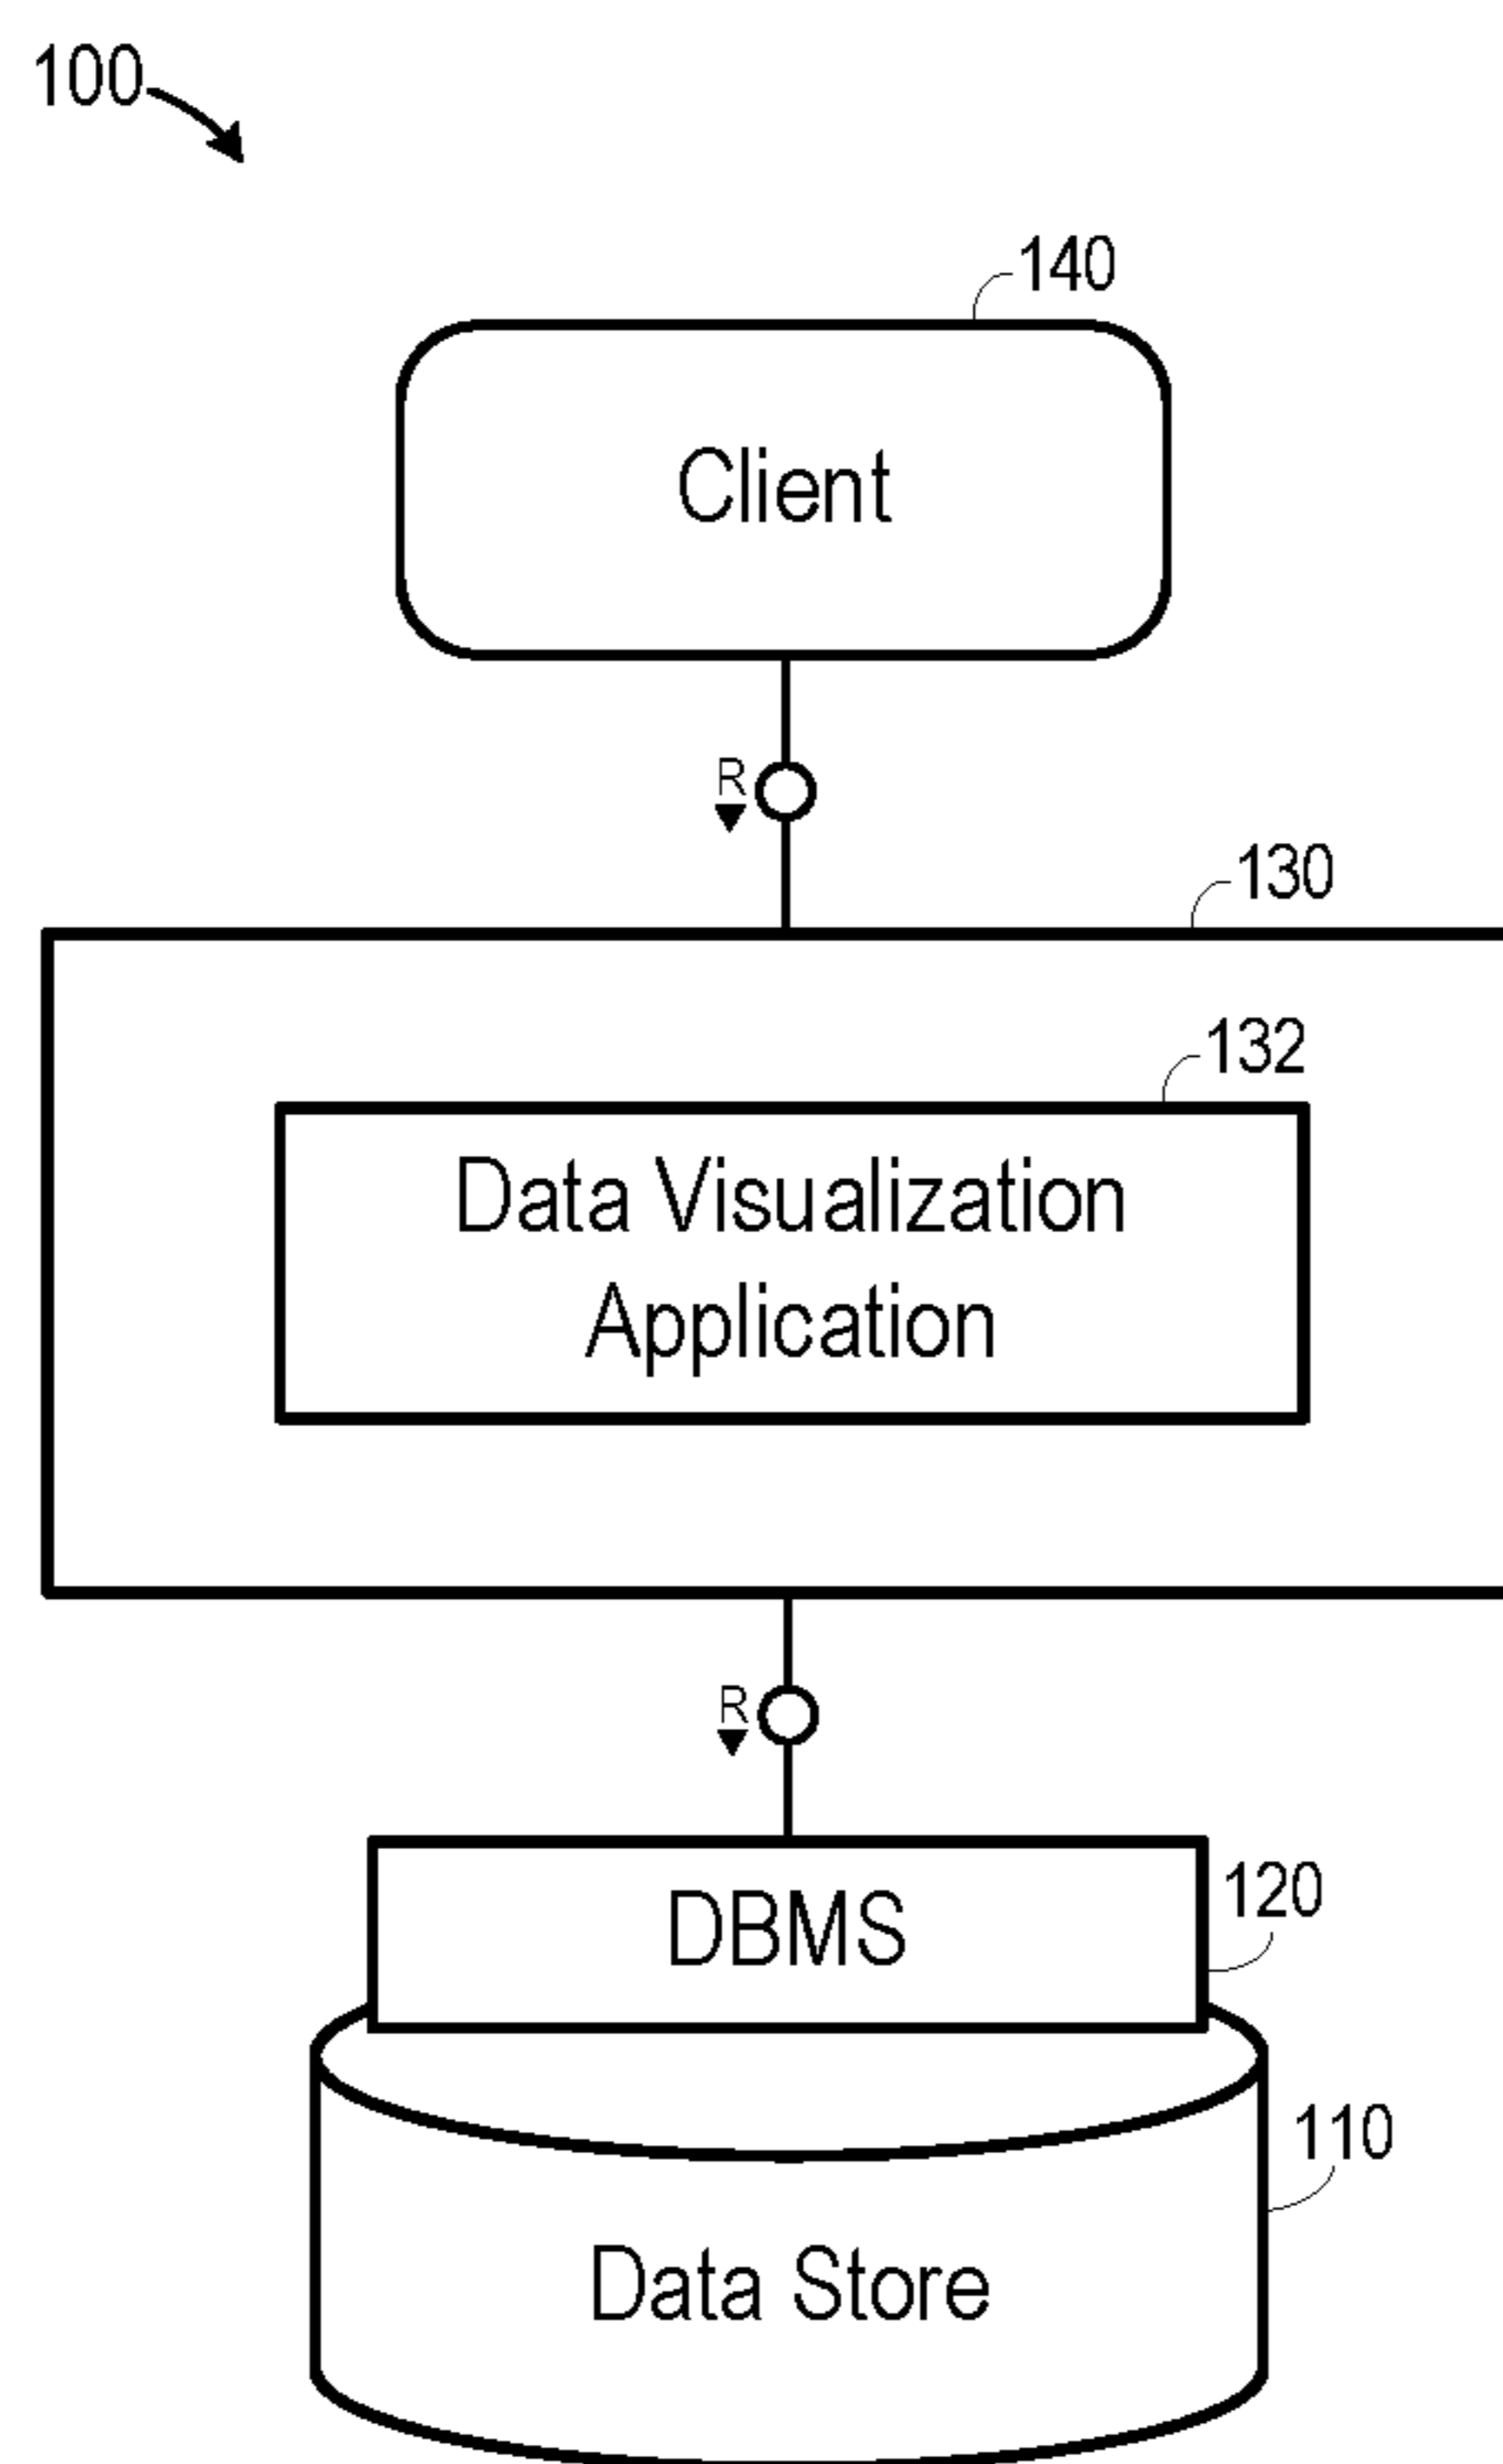 100
140
Client
R
130
132
Data Visualization
Application
R
DBMS
120
110
Data Store